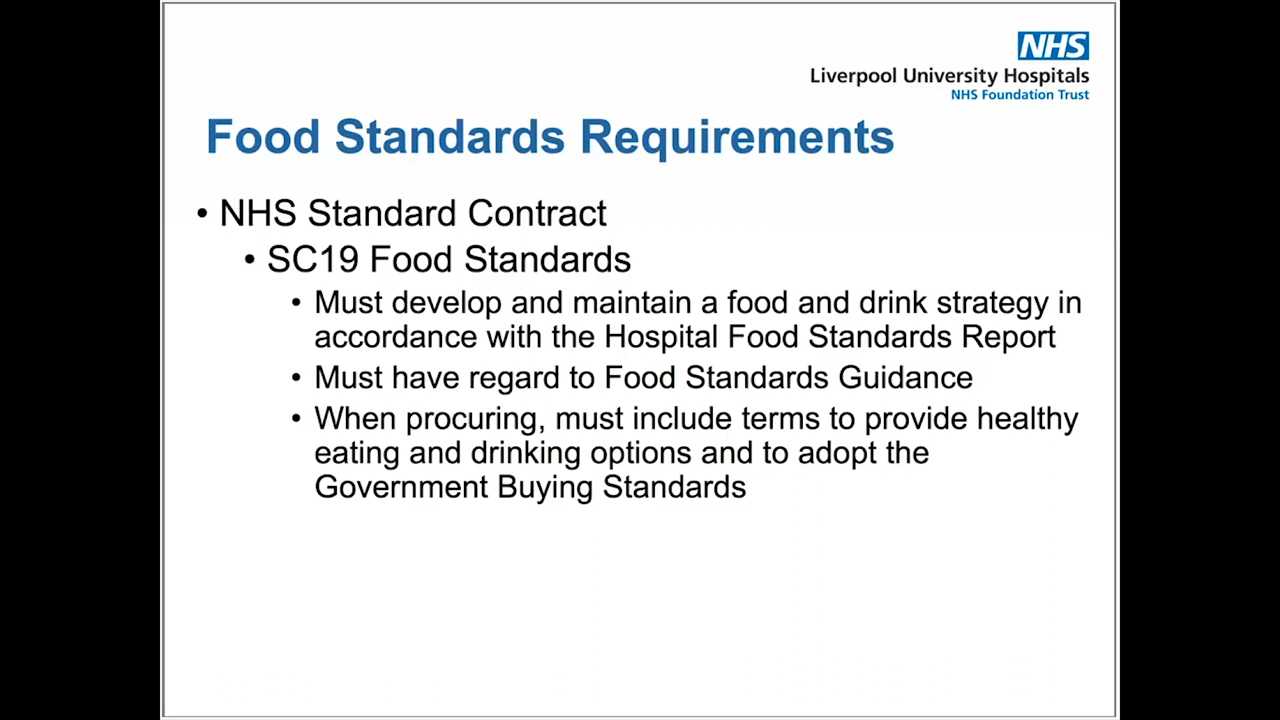 NHS
Liverpool University Hospitals
NHS Foundation Trust
Food Standards Requirements
• NHS Standard Contract
• SC19 Food Standards
• Must develop and maintain a food and drink strategy in
accordance with the Hospital Food Standards Report
• Must have regard to Food Standards Guidance
• When procuring, must include terms to provide healthy
eating and drinking options and to adopt the
Government Buying Standards